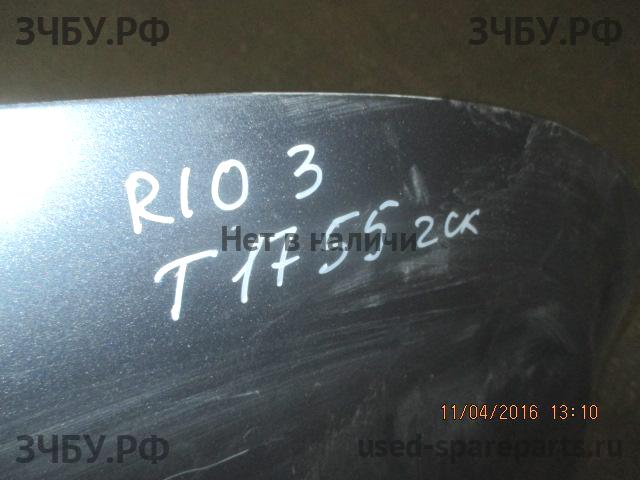 ЗЧБУ.РФ ЗЧБУ.РФ
RIO 3
Нет в наличи
T 1755 2ск
11/04/2016 13:10
ЗЧБУ.РФ used-spareparts.ru